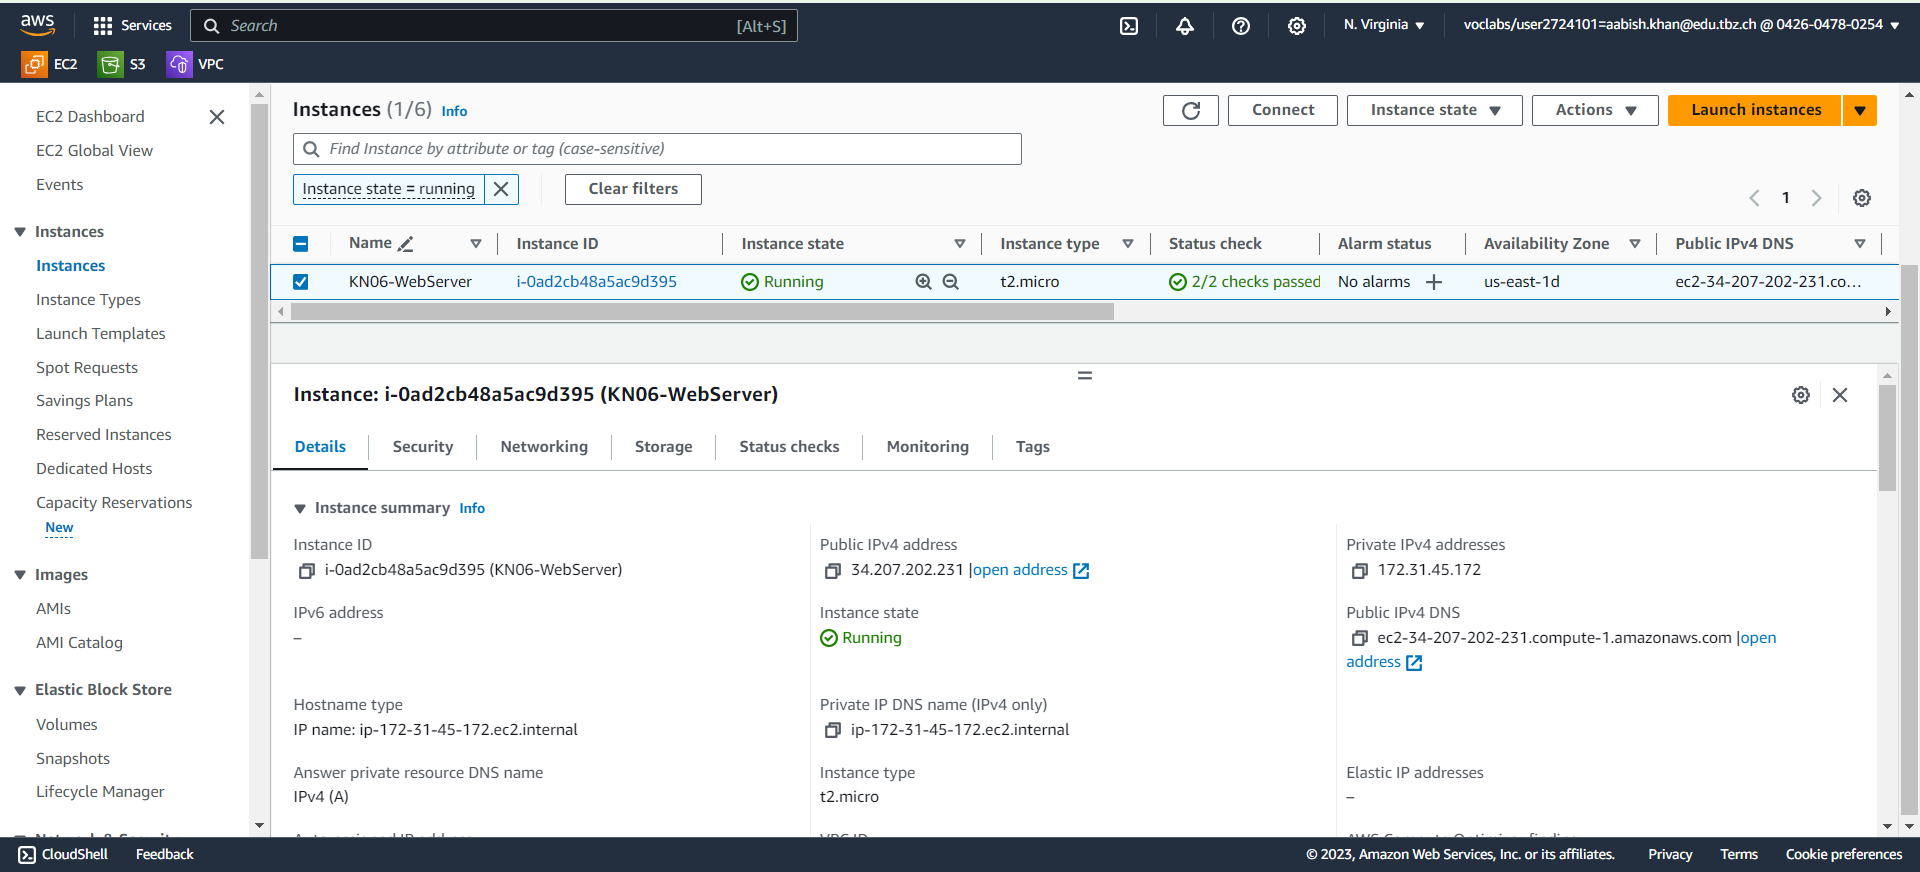 aws Services Search [Alt+S] N. Virginia voclabs/user2724101=aabish.khan@edu.tbz.ch @ 0426-0478-0254
EC2 S3 VPC
EC2 Dashboard
EC2 Global View
Events
Instances
Instances
Instance Types
Launch Templates
Spot Requests
Savings Plans
Reserved Instances
Dedicated Hosts
Capacity Reservations
New
Images
AMIs
AMI Catalog
Elastic Block Store
Volumes
Snapshots
Lifecycle Manager
Instances (1/6) Info Connect Instance state Actions Launch instances
Find Instance by attribute or tag (case-sensitive)
Instance state = running Clear filters 1
Name Instance ID Instance state Instance type Status check Alarm status Availability Zone Public IPv4 DNS
KN06-WebServer i-0ad2cb48a5ac9d395 Running t2.micro 2/2 checks passed No alarms us-east-1d ec2-34-207-202-231.co...
Instance: i-0ad2cb48a5ac9d395 (KN06-WebServer)
Details Security Networking Storage Status checks Monitoring Tags
Instance summary Info
Instance ID
i-0ad2cb48a5ac9d395 (KN06-WebServer)
Public IPv4 address
34.207.202.231 |open address
Private IPv4 addresses
172.31.45.172
IPv6 address
–
Instance state
Running
Public IPv4 DNS
ec2-34-207-202-231.compute-1.amazonaws.com |open
address
Hostname type
IP name: ip-172-31-45-172.ec2.internal
Private IP DNS name (IPv4 only)
ip-172-31-45-172.ec2.internal
Answer private resource DNS name
IPv4 (A)
Instance type
t2.micro
Elastic IP addresses
–
CloudShell Feedback © 2023, Amazon Web Services, Inc. or its affiliates. Privacy Terms Cookie preferences